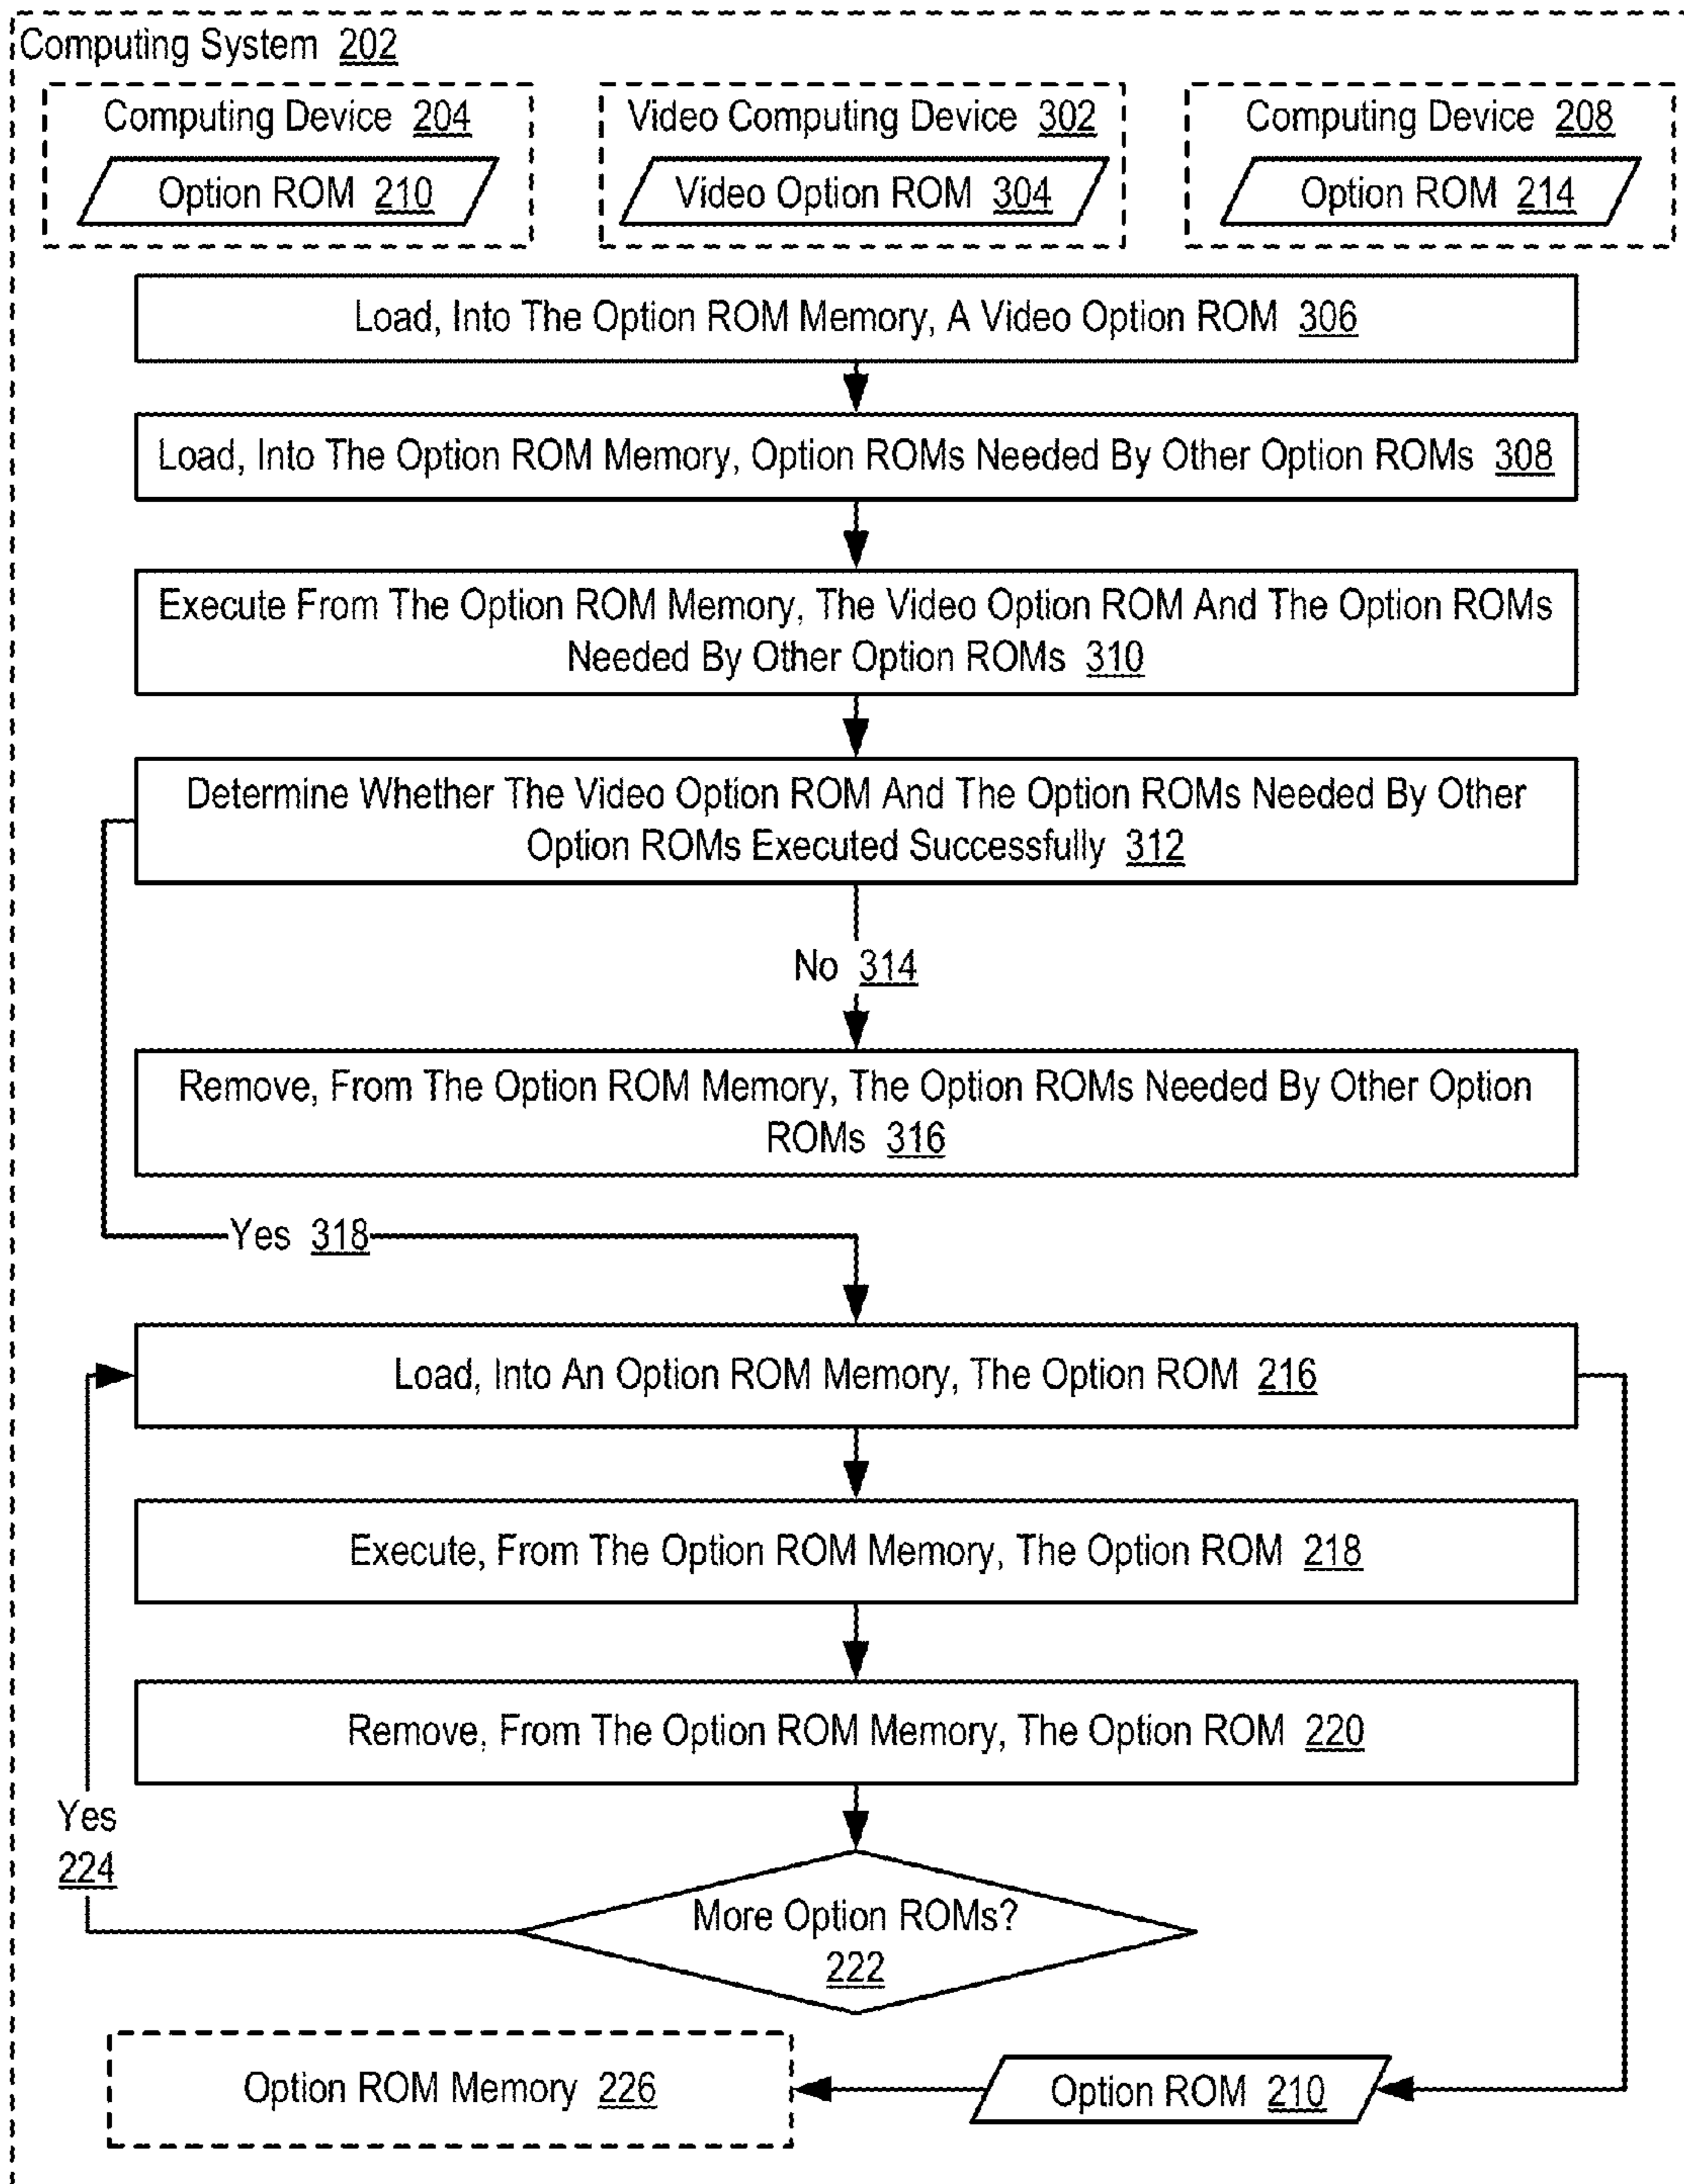 Computing System 202
Computing Device 204
Option ROM 210
Video Computing Device 302
Video Option ROM 304
Computing Device 208
Option ROM 214
Load, Into The Option ROM Memory, A Video Option ROM 306
Load, Into The Option ROM Memory, Option ROMs Needed By Other Option ROMs 308
Execute From The Option ROM Memory, The Video Option ROM And The Option ROMs
Needed By Other Option ROMs 310
Determine Whether The Video Option ROM And The Option ROMs Needed By Other
Option ROMs Executed Successfully 312
No 314
Remove, From The Option ROM Memory, The Option ROMs Needed By Other Option
ROMs 316
Yes 318
Load, Into An Option ROM Memory, The Option ROM 216
Execute, From The Option ROM Memory, The Option ROM 218
Remove, From The Option ROM Memory, The Option ROM 220
Yes
224
More Option ROMs?
222
Option ROM Memory 226
Option ROM 210